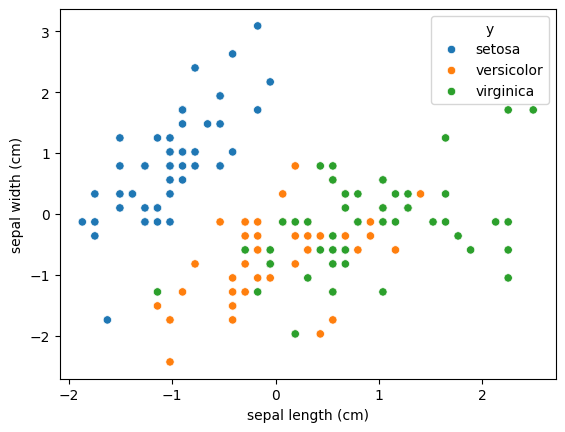 y
setosa
versicolor
virginica
3
2
1
0
−1
−2
sepal width (cm)
−2
−1
0
1
2
sepal length (cm)